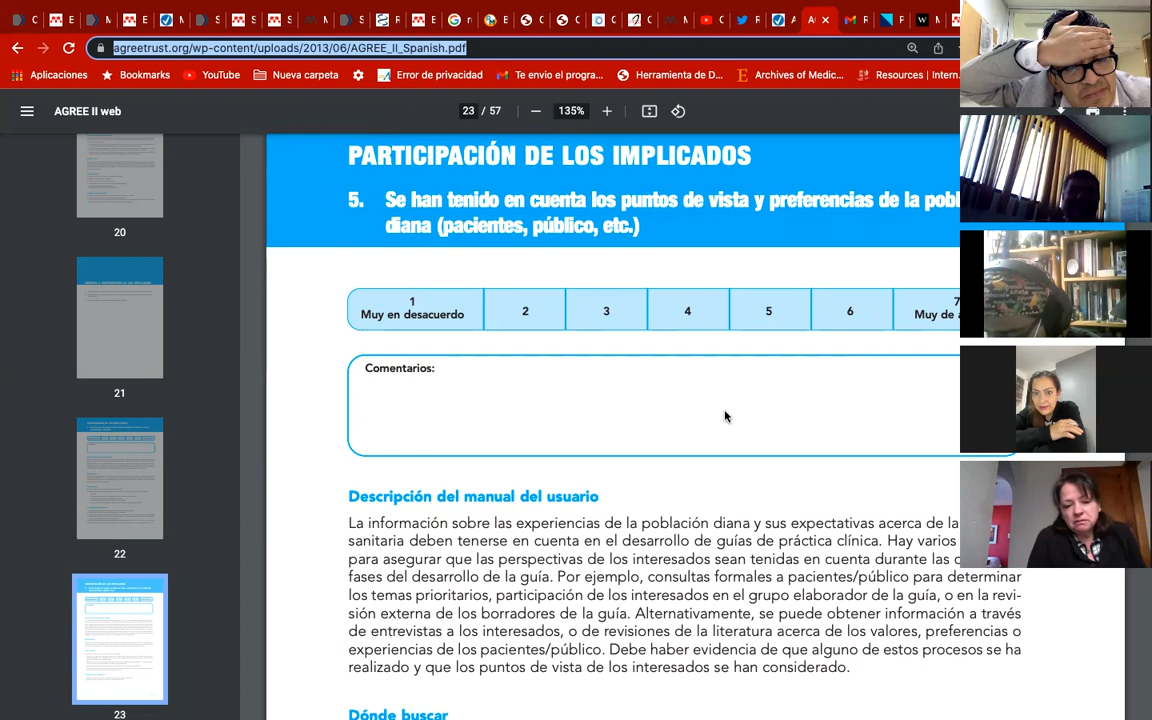 agreetrust.org/wp-content/uploads/2013/06/AGREE_II_Spanish.pdf
Aplicaciones Bookmarks YouTube Nueva carpeta Error de privacidad Te envio el progra... Herramienta de D... Archives of Medic... Resources | Intern...
AGREE II web
23 / 57
135%
20
21
22
23
PARTICIPACIÓN DE LOS IMPLICADOS
5. Se han tenido en cuenta los puntos de vista y preferencias de la pobl
diana (pacientes, público, etc.)
1 2 3 4 5 6 7
Muy en desacuerdo Muy de
Comentarios:
Descripción del manual del usuario
La información sobre las experiencias de la población diana y sus expectativas acerca de la
sanitaria deben tenerse en cuenta en el desarrollo de guías de práctica clínica. Hay varios
para asegurar que las perspectivas de los interesados sean tenidas en cuenta durante las
fases del desarrollo de la guía. Por ejemplo, consultas formales a pacientes/público para determinar
los temas prioritarios, participación de los interesados en el grupo elaborador de la guía, o en la revi-
sión externa de los borradores de la guía. Alternativamente, se puede obtener información a través
de entrevistas a los interesados, o de revisiones de la literatura acerca de los valores, preferencias o
experiencias de los pacientes/público. Debe haber evidencia de que alguno de estos procesos se ha
realizado y que los puntos de vista de los interesados se han considerado.
Dónde buscar